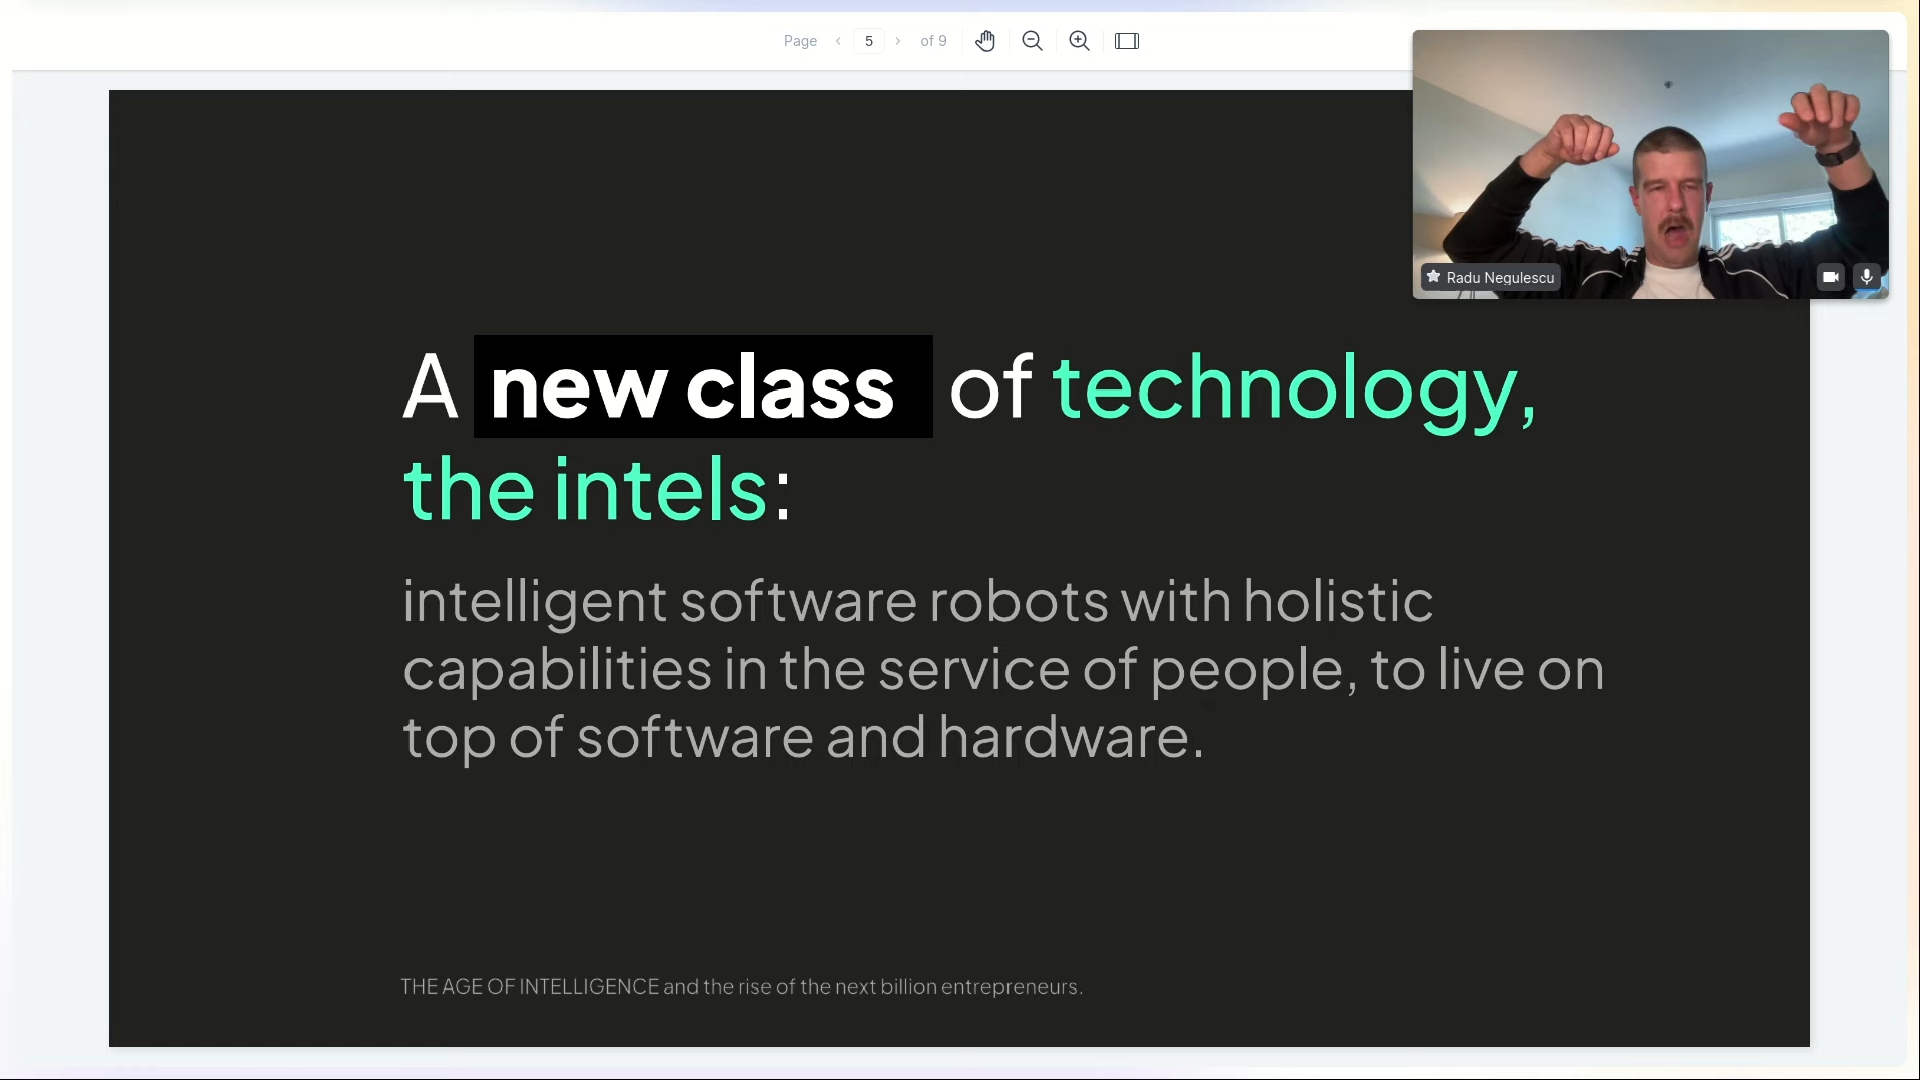 Page 5 of 9
Radu Negulescu
A new class of technology,
the intels:
intelligent software robots with holistic
capabilities in the service of people, to live on
top of software and hardware.
THE AGE OF INTELLIGENCE and the rise of the next billion entrepreneurs.